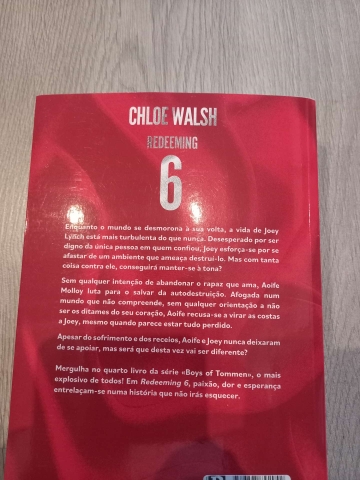 CHLOE WALSH
REDEEMING
6
Enquanto o mundo se desmorona à sua volta, a vida de Joey
Lynch está mais turbulenta do que nunca. Desesperado por ser
digno da única pessoa em quem confiou, Joey esforça-se por se
afastar de um ambiente que ameaça destruí-lo. Mas com tanta
coisa contra ele, conseguirá manter-se à tona?
Sem qualquer intenção de abandonar o rapaz que ama, Aoife
Molloy luta para o salvar da autodestruição. Afogada num
mundo que não compreende, sem qualquer orientação a não
ser os ditames do seu coração, Aoife recusa-se a virar as costas
a Joey, mesmo quando parece estar tudo perdido.
Apesar do sofrimento e dos receios, Aoife e Joey nunca deixaram
de se apoiar, mas será que desta vez vai ser diferente?
Mergulha no quarto livro da série «Boys of Tommen», o mais
explosivo de todos! Em Redeeming 6, paixão, dor e esperança
entrelaçam-se numa história que não irás esquecer.